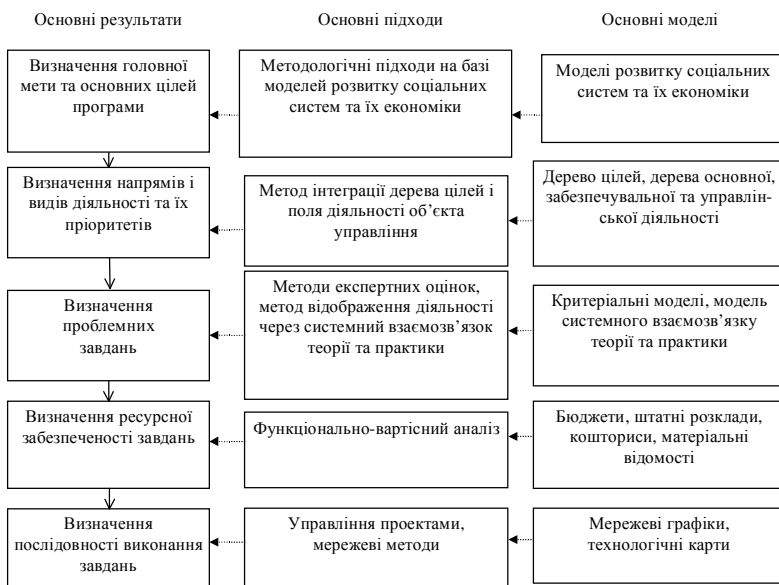 Основні результати
Основні підходи
Основні моделі
Визначення головної
мети та основних цілей
програми
Методологічні підходи на базі
моделей розвитку соціальних
систем та їх економіки
Моделі розвитку соціальних
систем та їх економіки
Визначення напрямів і
видів діяльності та їх
пріоритетів
Метод інтеграції дерева цілей і
поля діяльності об’єкта
управління
Дерево цілей, дерева основної,
забезпечувальної та управлін-
ської діяльності
Визначення
проблемних
завдань
Методи експертних оцінок,
метод відображення діяльності
через системний взаємозв’язок
теорії та практики
Критеріальні моделі, модель
системного взаємозв’язку
теорії та практики
Визначення ресурсної
забезпеченості завдань
Функціонально-вартісний аналіз
Бюджети, штатні розклади,
кошториси, матеріальні
відомості
Визначення
послідовності виконання
завдань
Управління проектами,
мережеві методи
Мережеві графіки,
технологічні карти